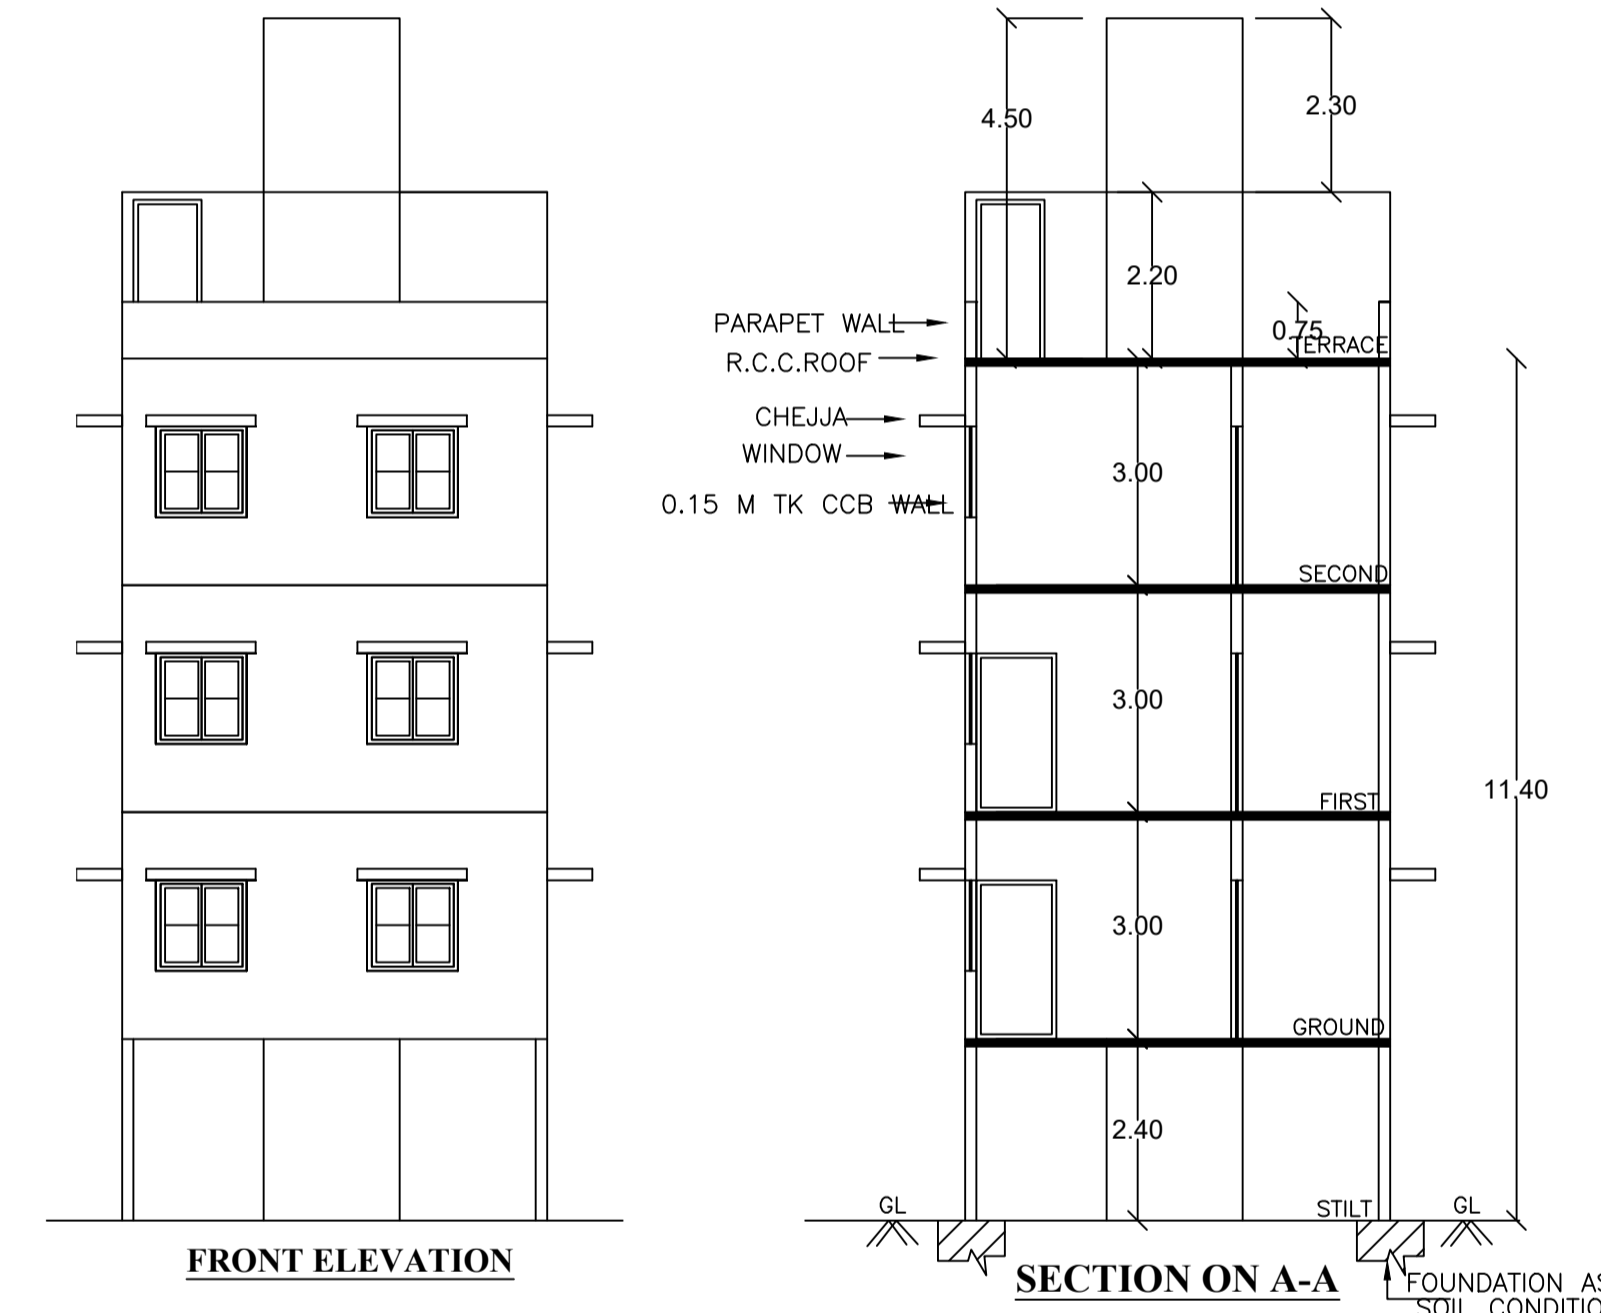 4.50
2.30
2.20
PARAPET WALL
0.75
TERRACE
R.C.C.ROOF
CHEJJA
WINDOW
3.00
0.15 M TK CCB WALL
SECOND
3.00
11.40
FIRST
3.00
GROUND
2.40
GL
STILT
GL
FRONT ELEVATION
SECTION ON A-A
FOUNDATION AS
SOIL CONDITIO